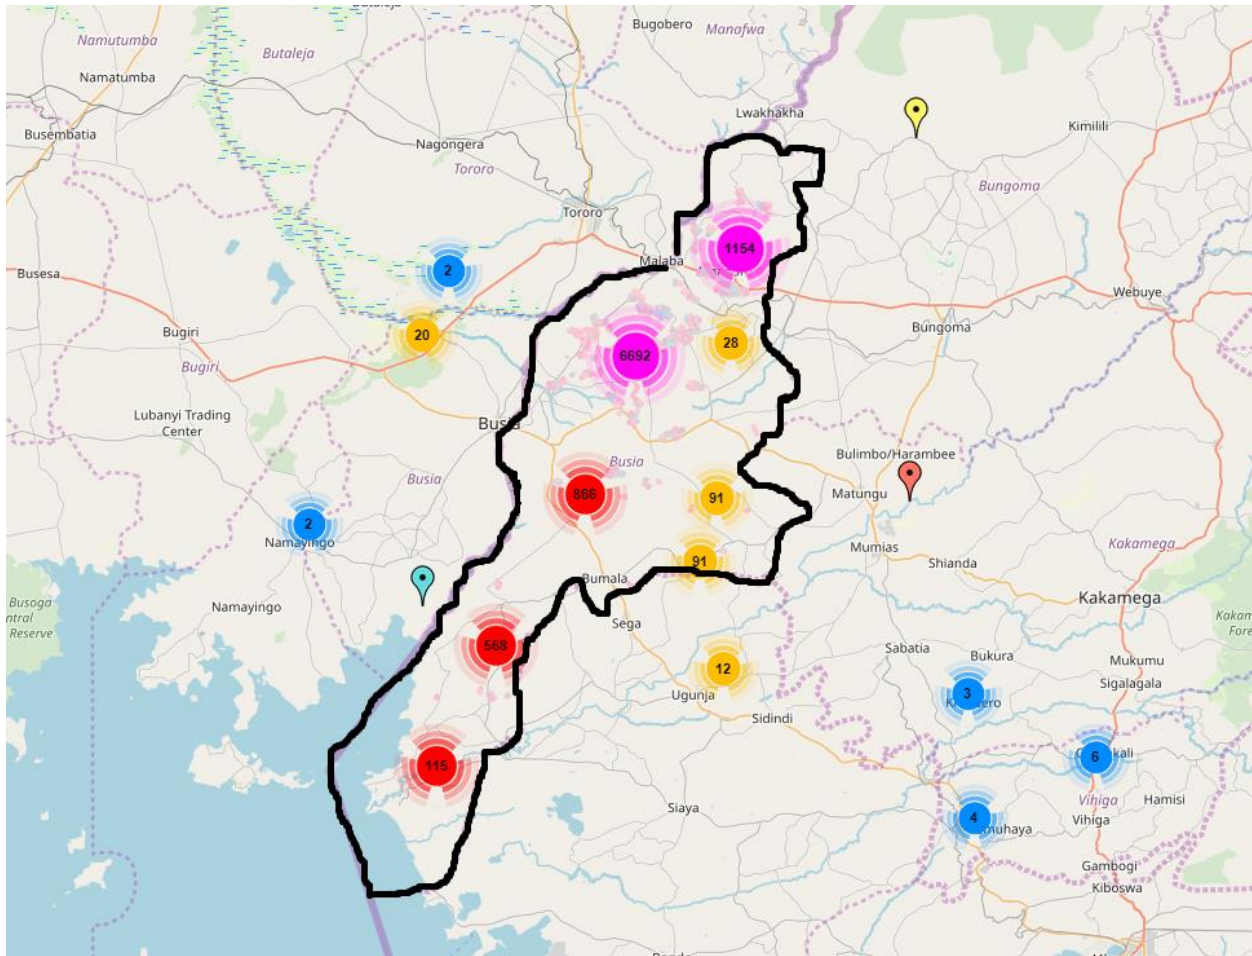 Butaleja
Bugobero
Manafwa
Namutumba
Butaleja
Namatumba
Lwakhakha
Busembatia
Nagongera
Kimilili
Tororo
Bungoma
Tororo
1154
Malaba
2
Busesa
Webuye
Bugiri
20
6692
28
Bungoma
Bugiri
Lubanyi Trading
Center
Busia
Busia
Bulimbo/Harambee
Busia
866
91
Matungu
2
Namayingo
Mumias
Kakamega
91
Shianda
Bumala
Busoga
Reserve
Namayingo
Kakamega
Sega
568
Sabatia
Bukura
Mukumu
12
Sigalagala
Ugunja
3
Sidindi
115
6
Siaya
Vihiga
Hamisi
4
Vihiga
Gambogi
Kiboswa